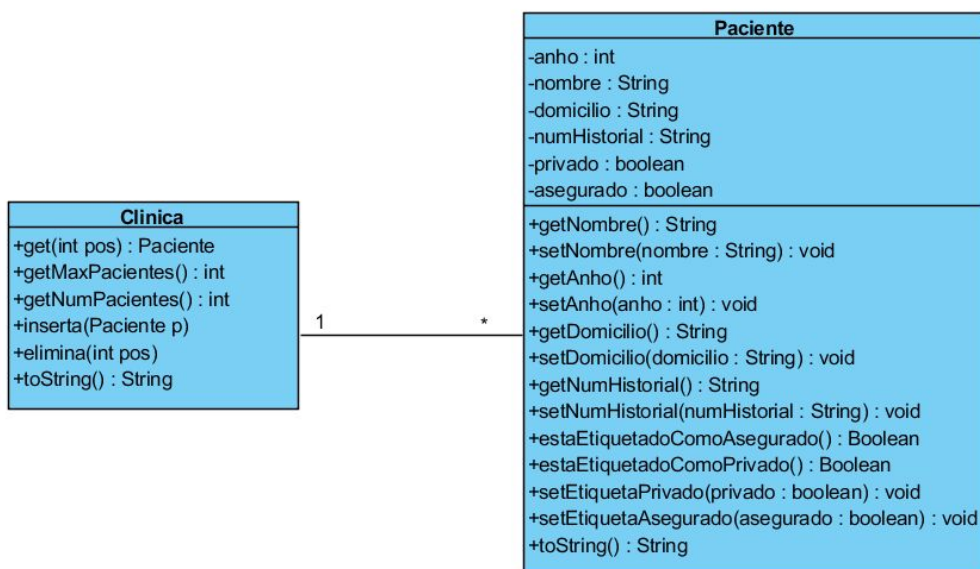 Clinica
+get(int pos) : Paciente
+getMaxPacientes() : int
+getNumPacientes() : int
+inserta(Paciente p)
+elimina(int pos)
+toString() : String
1
*
Paciente
-anho : int
-nombre : String
-domicilio : String
-numHistorial : String
-privado : boolean
-asegurado : boolean
+getNombre() : String
+setNombre(nombre : String) : void
+getAnho() : int
+setAnho(anho : int) : void
+getDomicilio() : String
+setDomicilio(domicilio : String) : void
+getNumHistorial() : String
+setNumHistorial(numHistorial : String) : void
+estaEtiquetadoComoAsegurado() : Boolean
+estaEtiquetadoComoPrivado() : Boolean
+setEtiquetaPrivado(privado : boolean) : void
+setEtiquetaAsegurado(asegurado : boolean) : void
+toString() : String